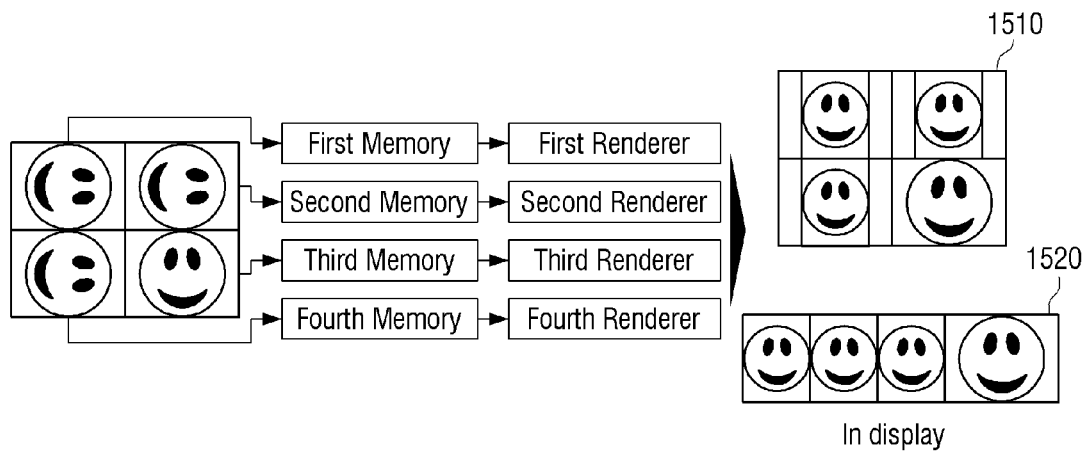 1510
First Memory
First Renderer
Second Memory
Second Renderer
Third Memory
Third Renderer
Fourth Memory
Fourth Renderer
1520
In display